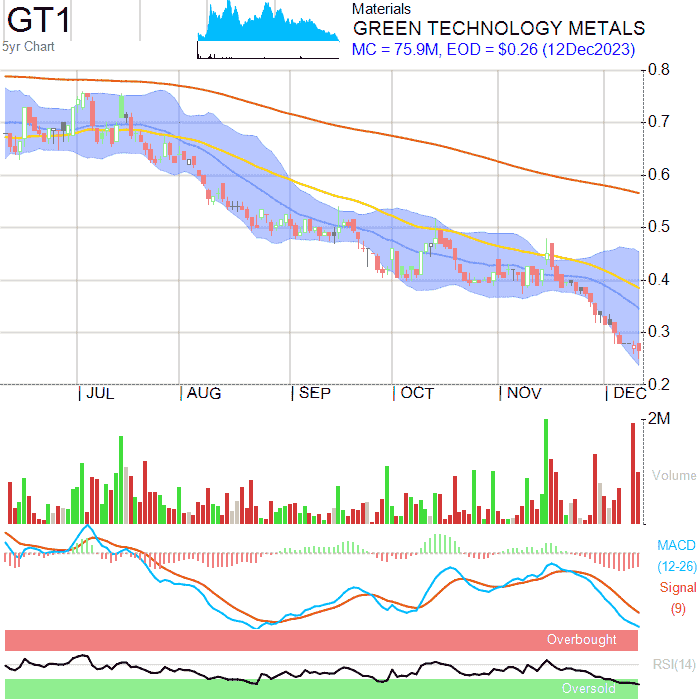 GT1
5yr Chart
Materials
GREEN TECHNOLOGY METALS
MC = 75.9M, EOD = $0.26 (12Dec2023)
0.8
0.7
0.6
0.5
0.4
0.3
0.2
JUL AUG SEP OCT NOV DEC
2M
Volume
MACD
(12-26)
Signal
(9)
Overbought
RSI(14)
Oversold